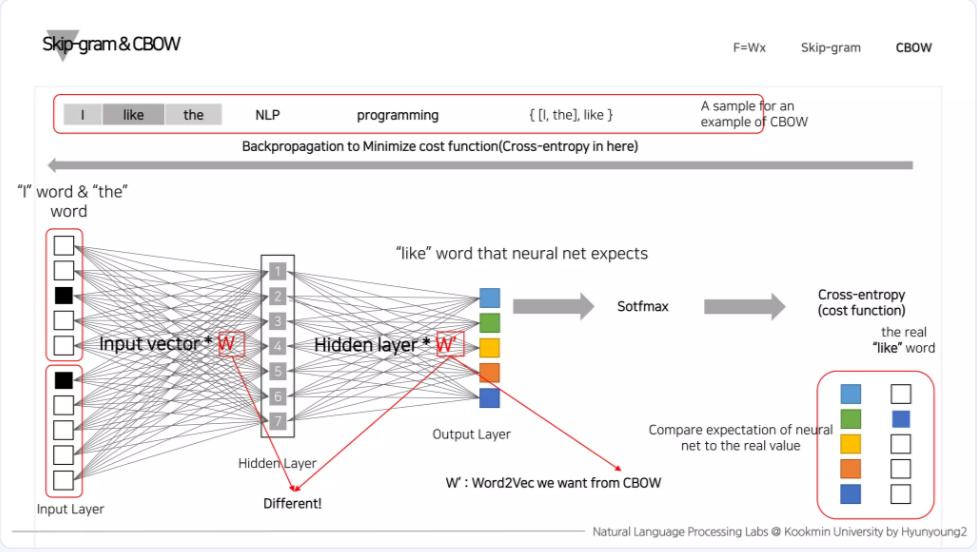 Skip-gram & CBOW
F=Wx Skip-gram CBOW
I like the NLP programming { [I, the], like } A sample for an
example of CBOW
Backpropagation to Minimize cost function(Cross-entropy in here)
“I” word & “the”
word
“like” word that neural net expects
Sotfmax
Cross-entropy
(cost function)
the real
“like” word
1
2
3
Input vector * W
4
Hidden layer * W'
5
6
7
Compare expectation of neural
net to the real value
Output Layer
Hidden Layer
W' : Word2Vec we want from CBOW
Different!
Input Layer
Natural Language Processing Labs @ Kookmin University by Hyunyoung2